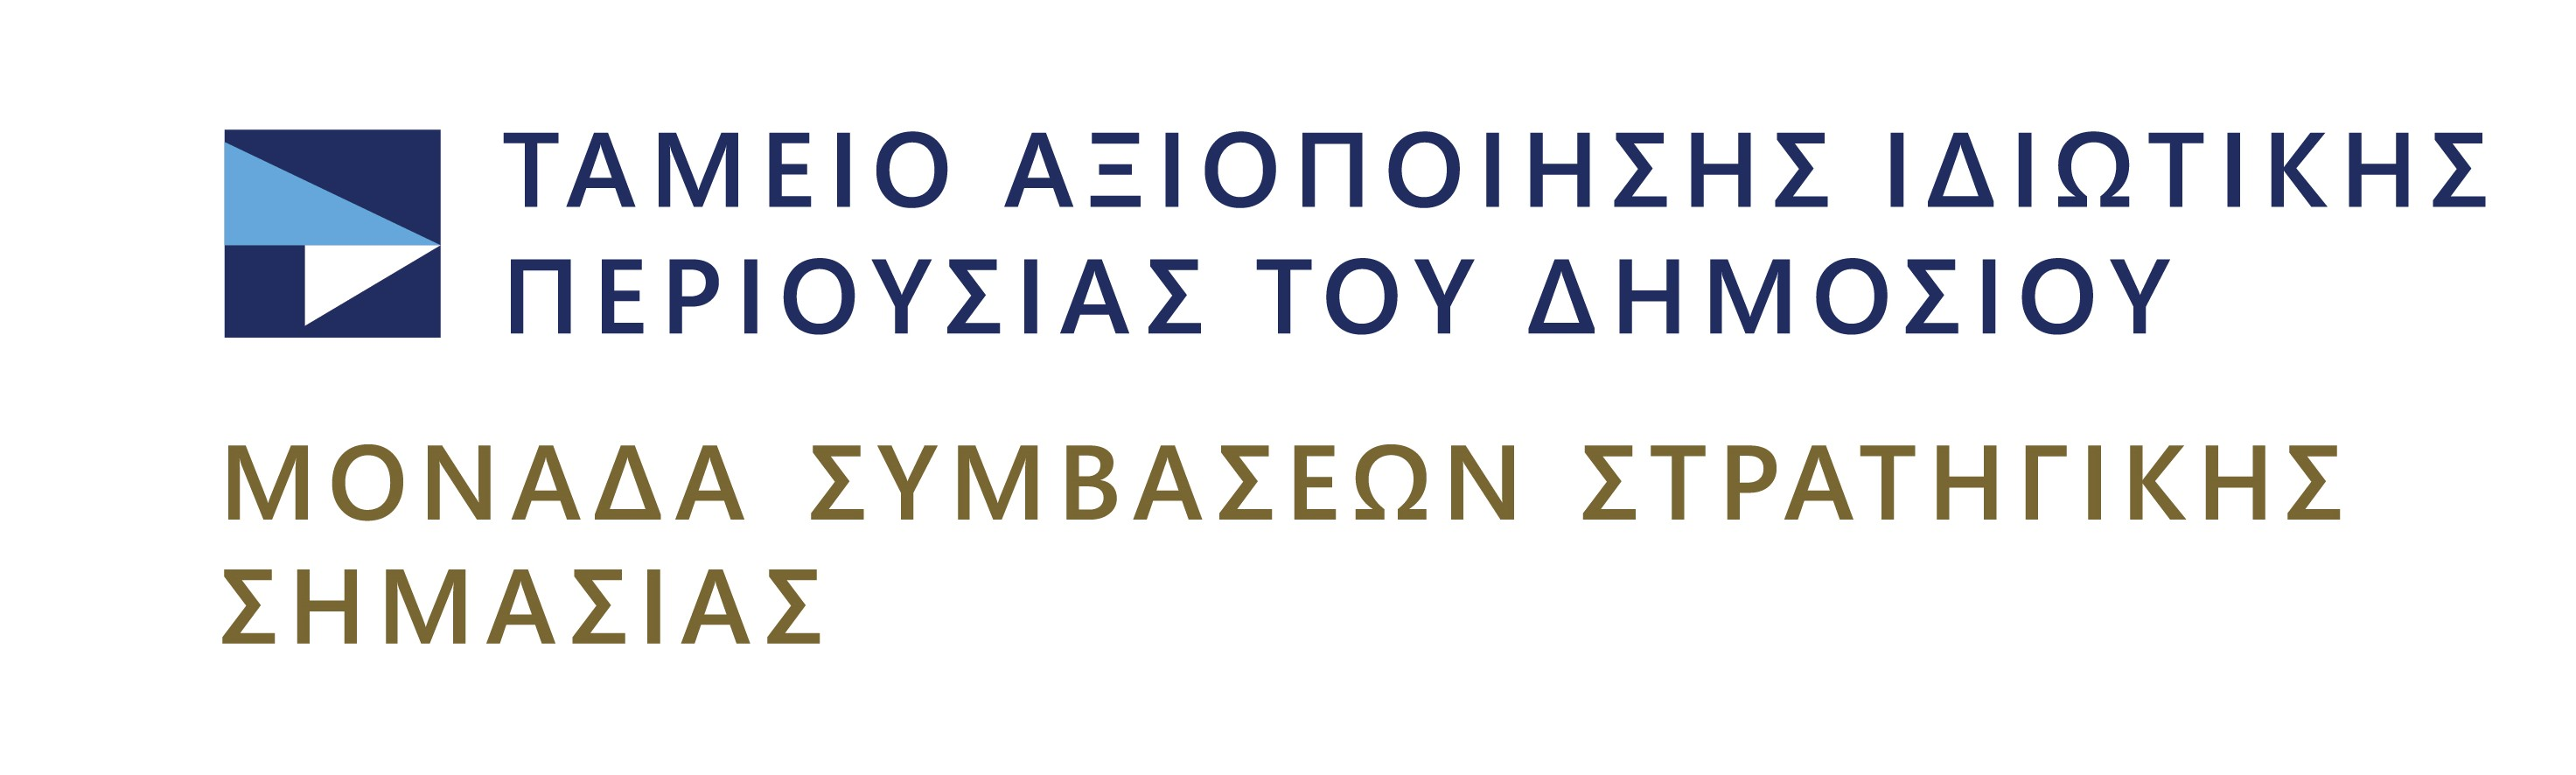 ΤΑΜΕΙΟ ΑΞΙΟΠΟΙΗΣΗΣ ΙΔΙΩΤΙΚΗΣ
ΠΕΡΙΟΥΣΙΑΣ ΤΟΥ ΔΗΜΟΣΙΟΥ
ΜΟΝΑΔΑ ΣΥΜΒΑΣΕΩΝ ΣΤΡΑΤΗΓΙΚΗΣ
ΣΗΜΑΣΙΑΣ